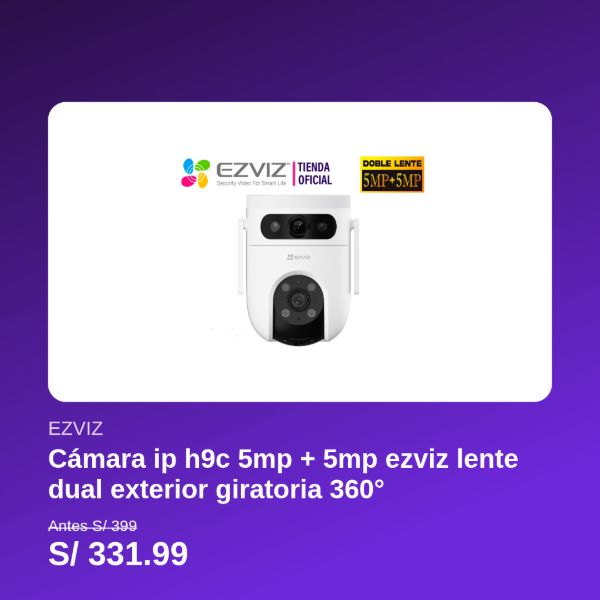 EZVIZ TIENDA
Security Video For Smart Life OFICIAL
DOBLE LENTE
5MP+5MP
EZVIZ
EZVIZ
Cámara ip h9c 5mp + 5mp ezviz lente
dual exterior giratoria 360°
Antes S/ 399
S/ 331.99